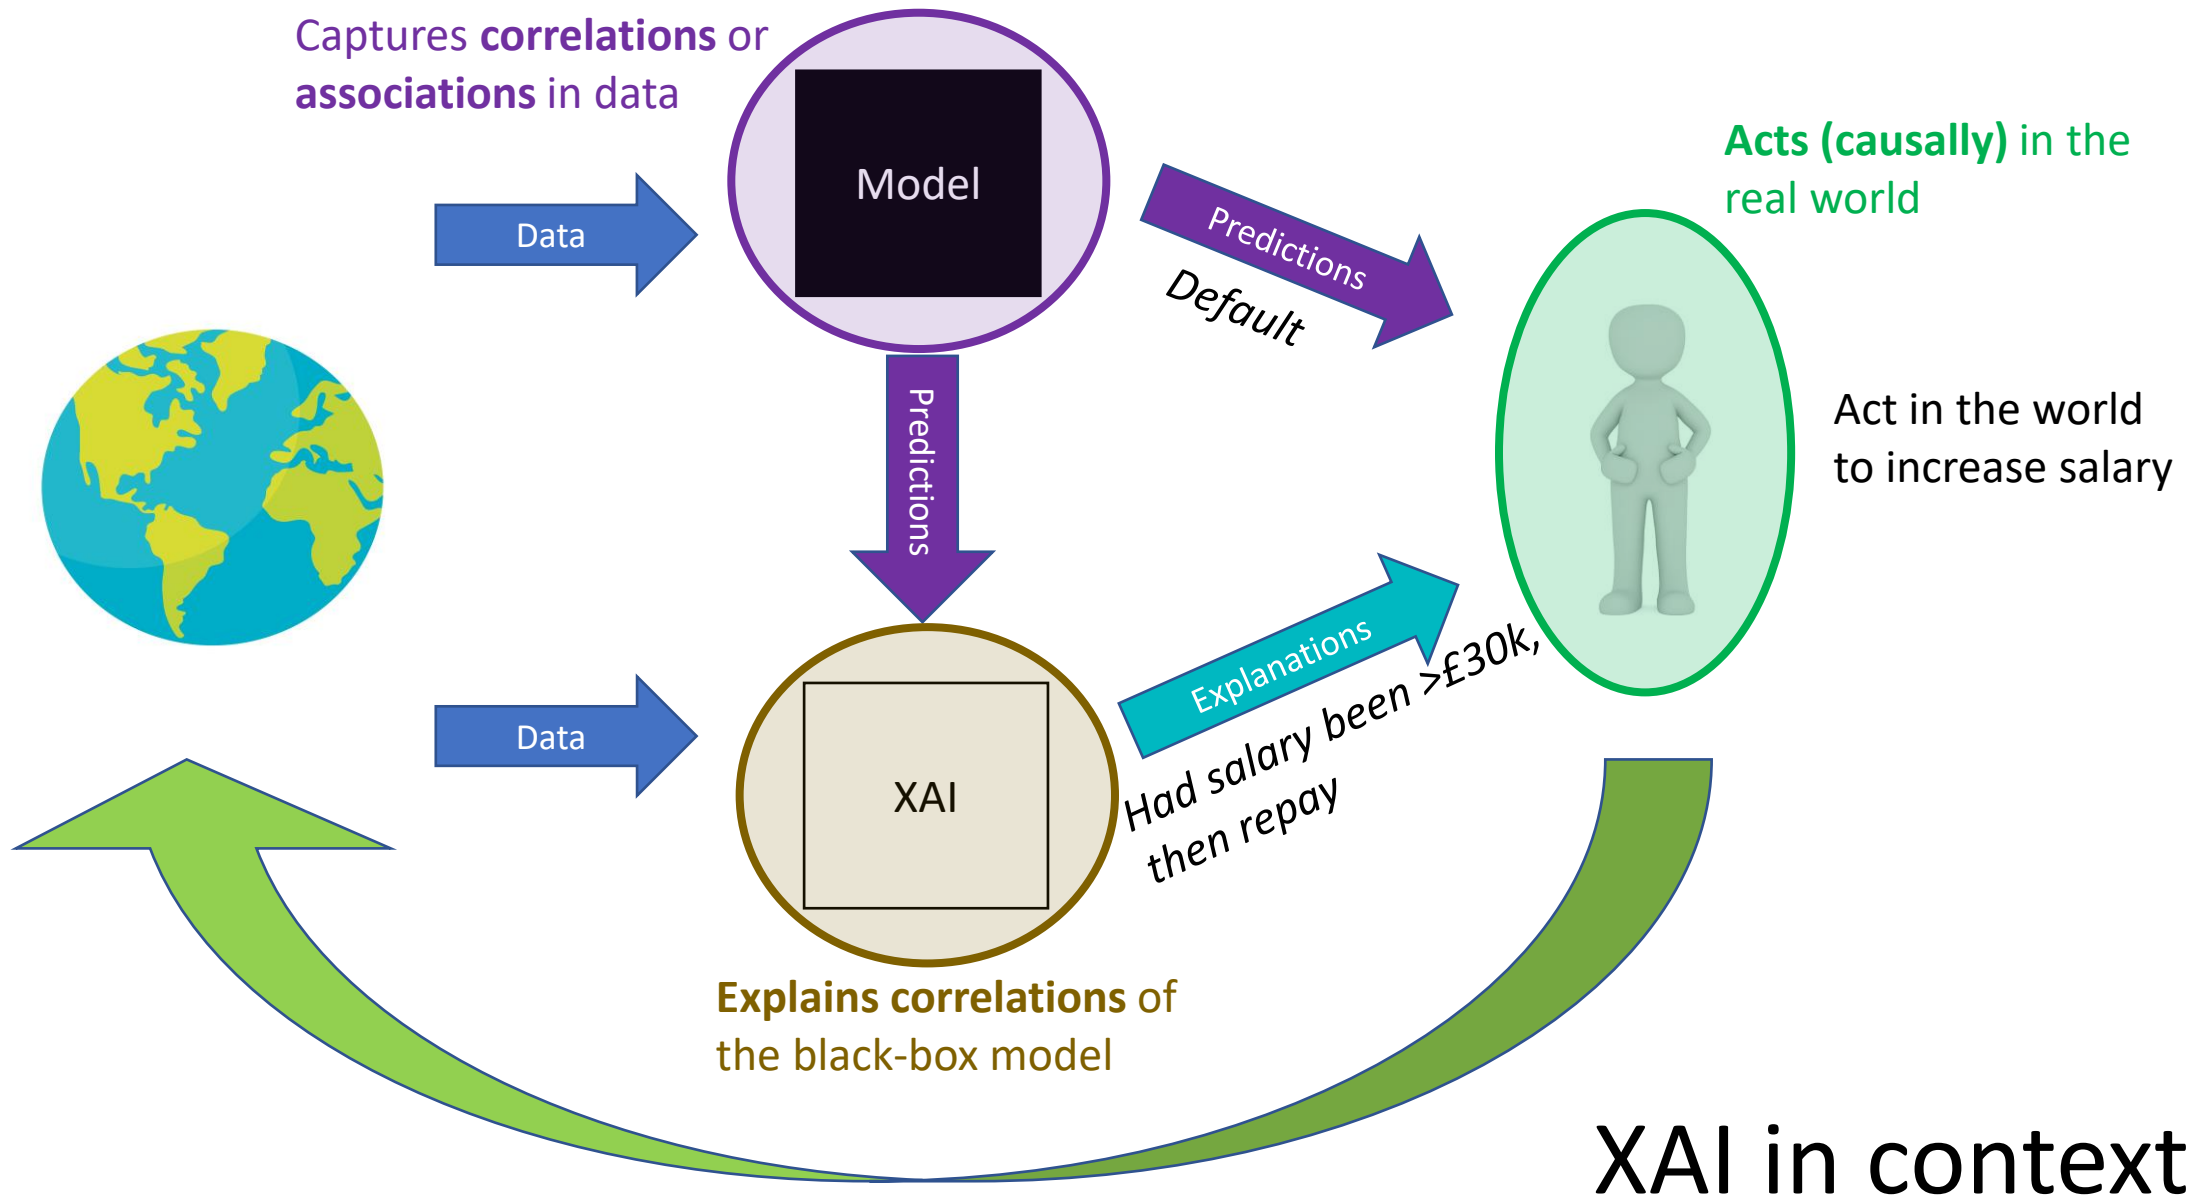 Captures correlations or
associations in data
Model
Data
Predictions
Default
Acts (causally) in the
real world
Predictions
Act in the world
to increase salary
Data
XAI
Explanations
Had salary been >£30k,
then repay
Explains correlations of
the black-box model
XAI in context